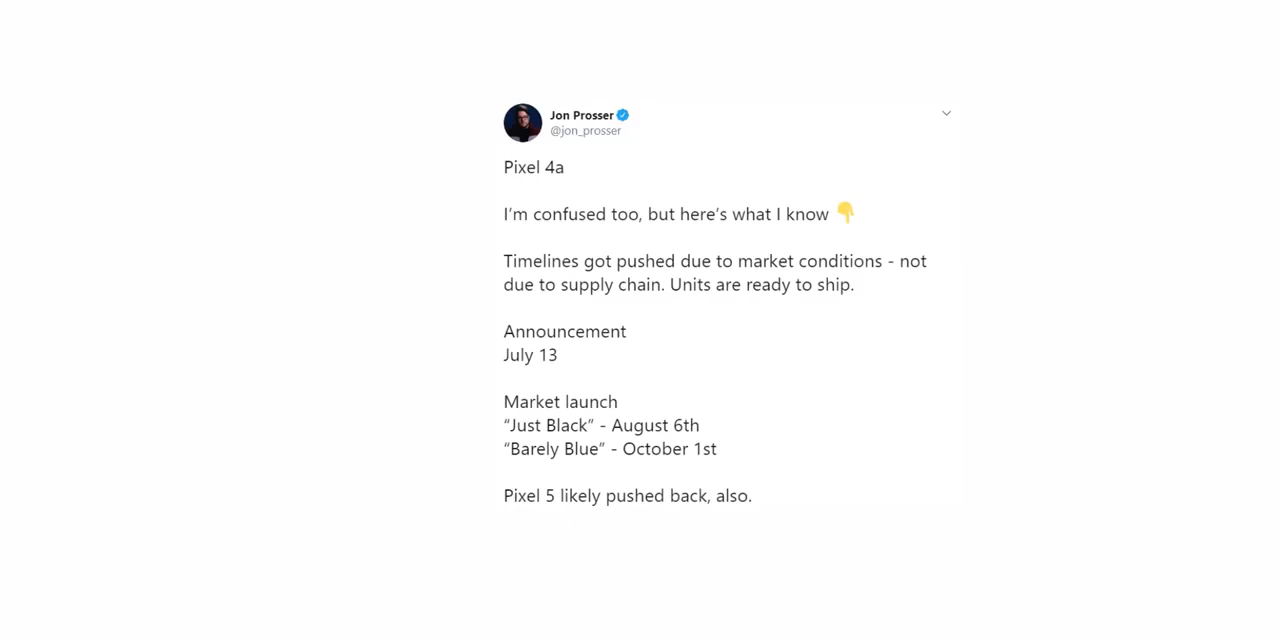 Jon Prosser
@jon_prosser
Pixel 4a
I’m confused too, but here’s what I know 👇
Timelines got pushed due to market conditions - not
due to supply chain. Units are ready to ship.
Announcement
July 13
Market launch
“Just Black” - August 6th
“Barely Blue” - October 1st
Pixel 5 likely pushed back, also.